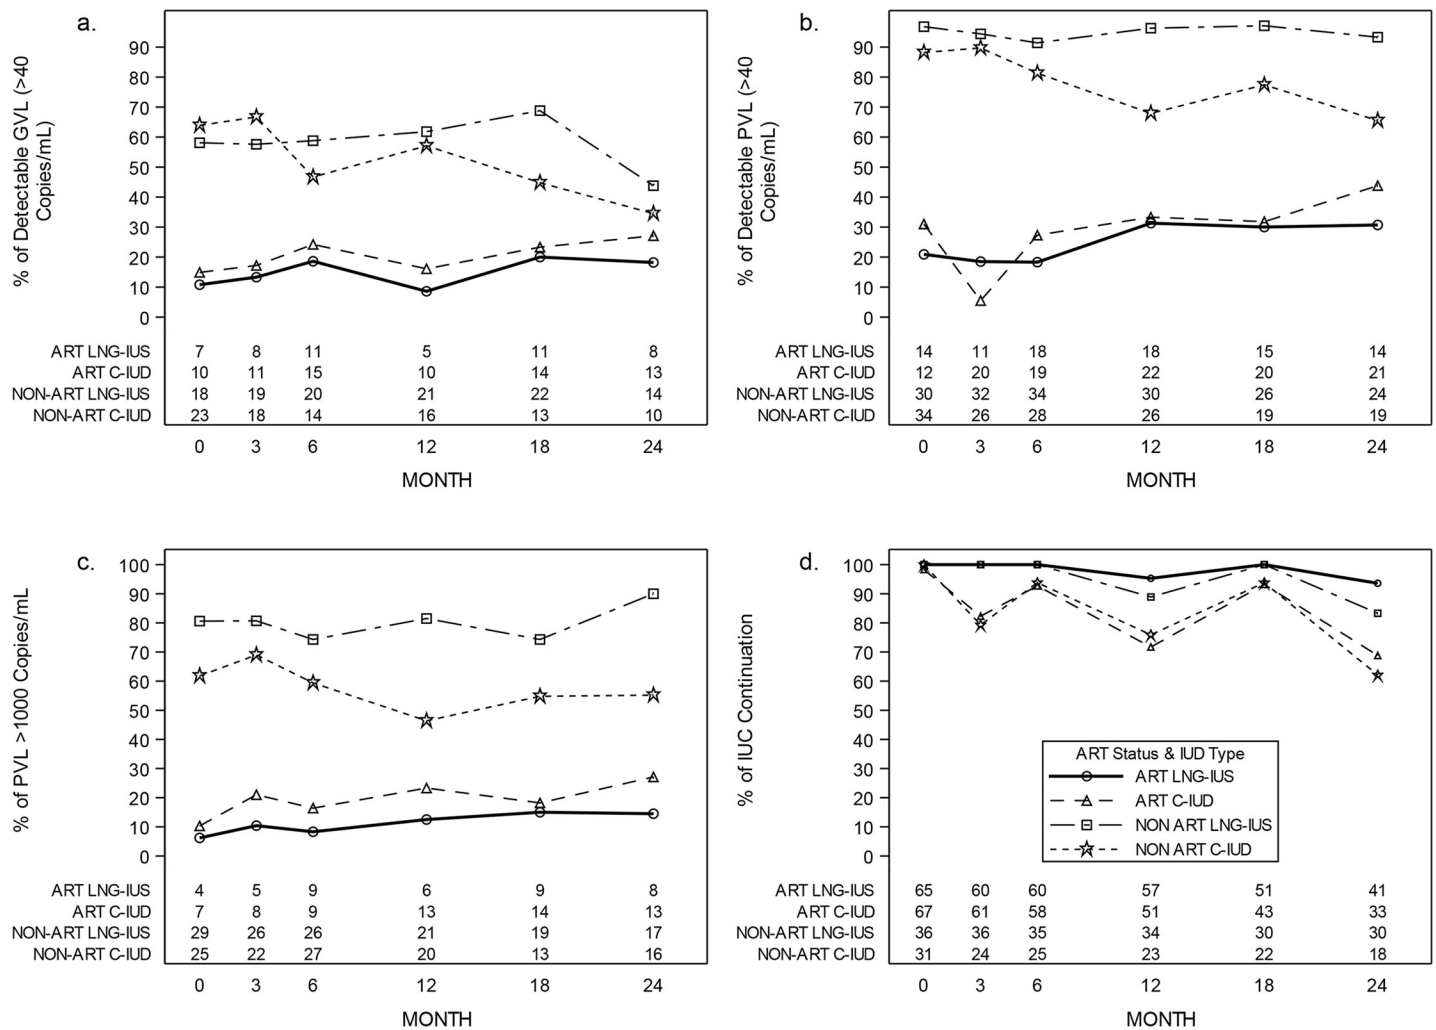 a.
% of Detectable GVL (>40
Copies/mL)
90
80
70
60
50
40
30
20
10
0
ART LNG-IUS 7 8 11 5 11 8
ART C-IUD 10 11 15 10 14 13
NON-ART LNG-IUS 18 19 20 21 22 14
NON-ART C-IUD 23 18 14 16 13 10
0 3 6 12 18 24
MONTH
b.
% of Detectable PVL (>40
Copies/mL)
90
80
70
60
50
40
30
20
10
0
ART LNG-IUS 14 11 18 18 15 14
ART C-IUD 12 20 19 22 20 21
NON-ART LNG-IUS 30 32 34 30 26 24
NON-ART C-IUD 34 26 28 26 19 19
0 3 6 12 18 24
MONTH
c.
% of PVL >1000 Copies/mL
100
90
80
70
60
50
40
30
20
10
0
ART LNG-IUS 4 5 9 6 9 8
ART C-IUD 7 8 9 13 14 13
NON-ART LNG-IUS 29 26 26 21 19 17
NON-ART C-IUD 25 22 27 20 13 16
0 3 6 12 18 24
MONTH
d.
% of IUC Continuation
100
90
80
70
60
50
40
30
20
10
0
ART Status & IUD Type
ART LNG-IUS
ART C-IUD
NON ART LNG-IUS
NON ART C-IUD
ART LNG-IUS 65 60 60 57 51 41
ART C-IUD 67 61 58 51 43 33
NON-ART LNG-IUS 36 36 35 34 30 30
NON-ART C-IUD 31 24 25 23 22 18
0 3 6 12 18 24
MONTH